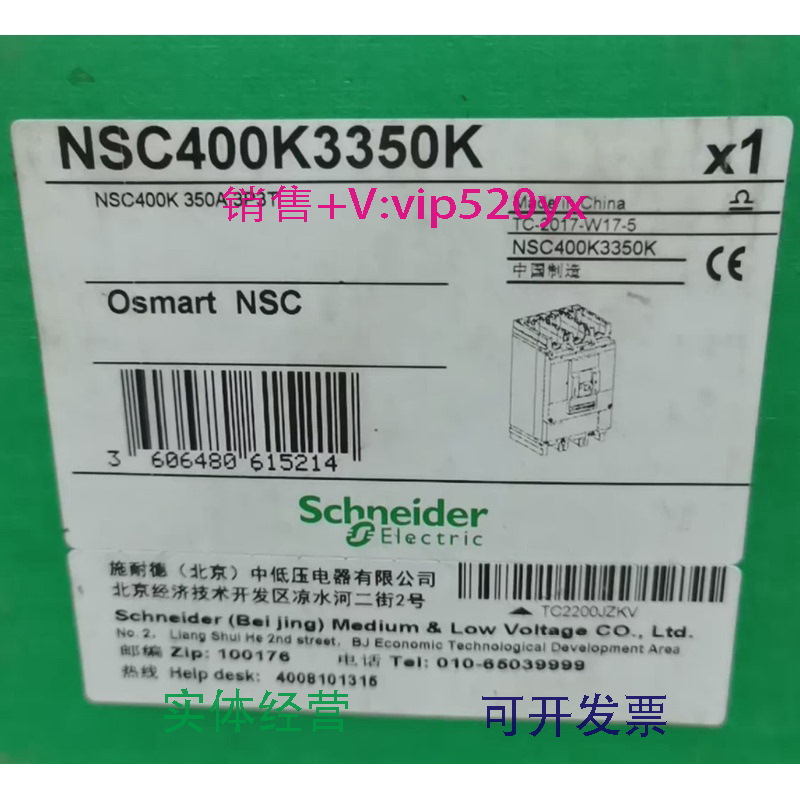 NSC400K3350K
x1
NSC400K 350A 3P3T
销售+V:vip520yx
Made in China
TC-2017-W17-5
NSC400K3350K
中国制造
CE
Osmart NSC
3 606480 615214
Schneider
Electric
施耐德（北京）中低压电器有限公司
北京经济技术开发区凉水河二街2号
TC2200JZKV
Schneider (Beijing) Medium & Low Voltage CO., Ltd.
No. 2, Liang Shui He 2nd street, BJ Economic Technological Development Area
邮编 Zip: 100176 电话 Tel: 010-65039999
热线 Help desk: 4008101315
实体经营
可开发票